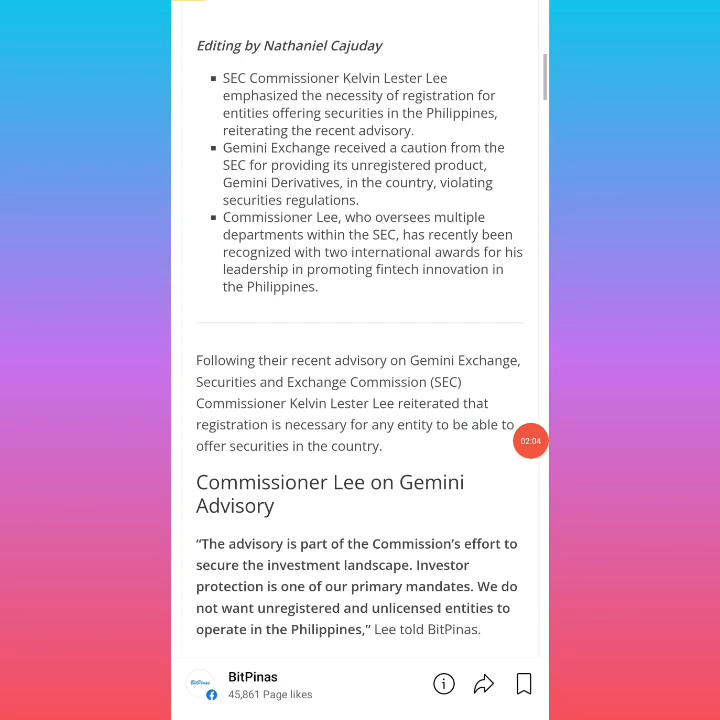 Editing by Nathaniel Cajuday
▪ SEC Commissioner Kelvin Lester Lee
emphasized the necessity of registration for
entities offering securities in the Philippines,
reiterating the recent advisory.
▪ Gemini Exchange received a caution from the
SEC for providing its unregistered product,
Gemini Derivatives, in the country, violating
securities regulations.
▪ Commissioner Lee, who oversees multiple
departments within the SEC, has recently been
recognized with two international awards for his
leadership in promoting fintech innovation in
the Philippines.
Following their recent advisory on Gemini Exchange,
Securities and Exchange Commission (SEC)
Commissioner Kelvin Lester Lee reiterated that
registration is necessary for any entity to be able to
offer securities in the country.
02:04
Commissioner Lee on Gemini
Advisory
“The advisory is part of the Commission’s effort to
secure the investment landscape. Investor
protection is one of our primary mandates. We do
not want unregistered and unlicensed entities to
operate in the Philippines,” Lee told BitPinas.
BitPinas
BitPinas
45,861 Page likes